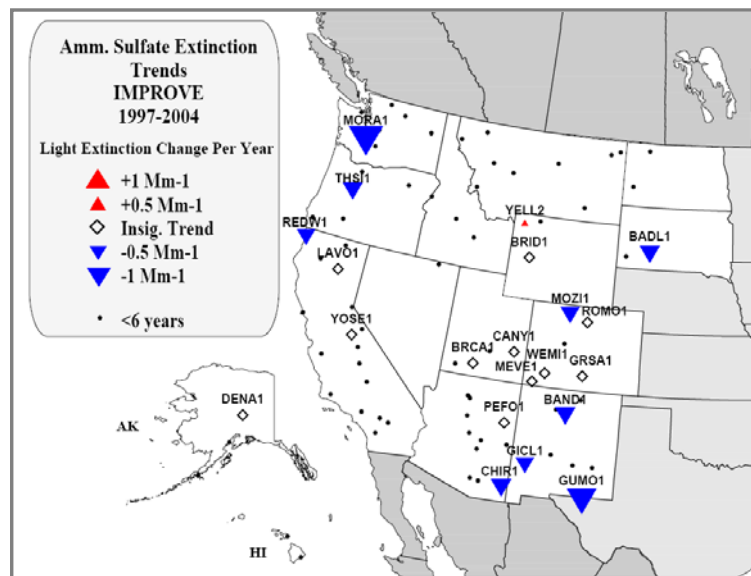 Amm. Sulfate Extinction
Trends
IMPROVE
1997-2004
Light Extinction Change Per Year
+1 Mm-1
+0.5 Mm-1
Insig. Trend
-0.5 Mm-1
-1 Mm-1
<6 years
MORA1
THSI1
REDW1
LAVO1
YOSE1
YELL2
BRID1
BADL1
MOZI1
ROMO1
CANY1
BRCA1
WEMI1
MEVE1
GRSA1
DENA1
PEFO1
BAND1
AK
GICL1
CHIR1
GUMO1
HI